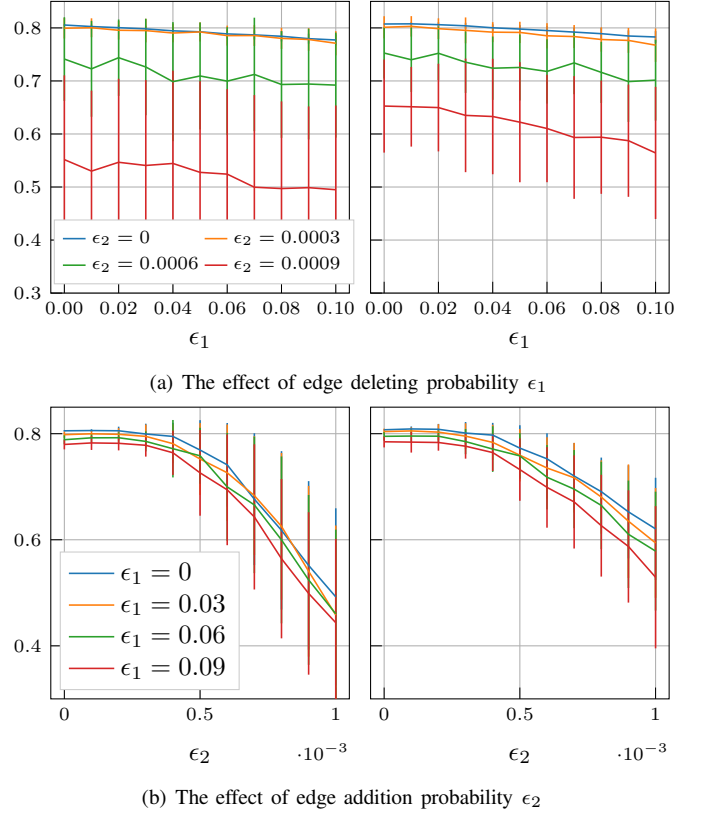 0.8
0.7
0.6
0.5
0.4
0.3
ϵ₂ = 0
ϵ₂ = 0.0003
ϵ₂ = 0.0006
ϵ₂ = 0.0009
0.00 0.02 0.04 0.06 0.08 0.10
0.00 0.02 0.04 0.06 0.08 0.10
ϵ₁
ϵ₁
(a) The effect of edge deleting probability ϵ₁
0.8
0.6
0.4
ϵ₁ = 0
ϵ₁ = 0.03
ϵ₁ = 0.06
ϵ₁ = 0.09
0 0.5 1
0 0.5 1
ϵ₂
·10⁻³
ϵ₂
·10⁻³
(b) The effect of edge addition probability ϵ₂